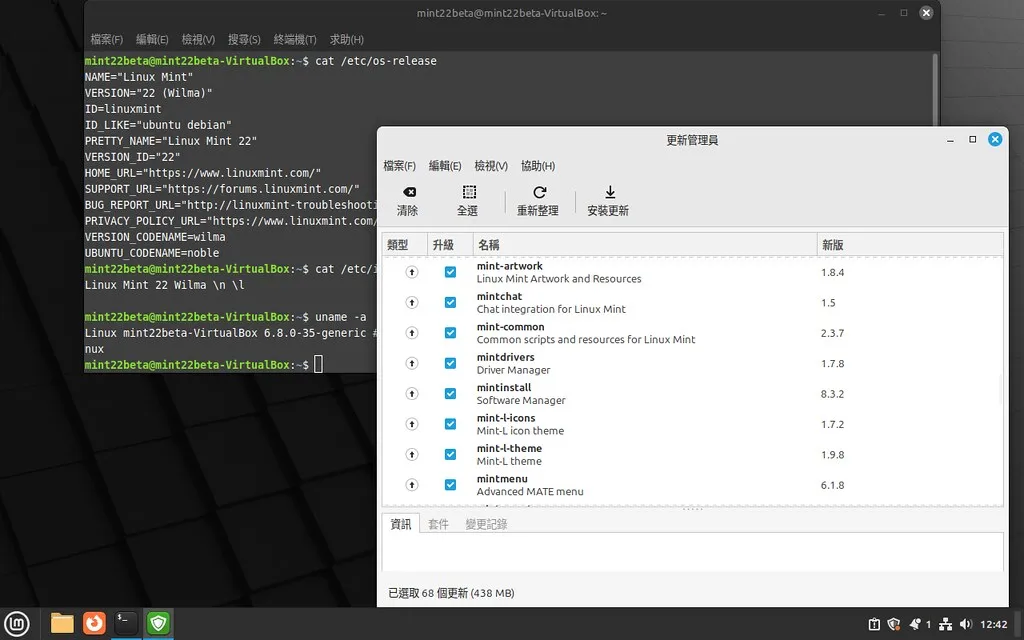 mint22beta@mint22beta-VirtualBox: ~
檔案(F) 編輯(E) 檢視(V) 搜尋(S) 終端機(T) 求助(H)
mint22beta@mint22beta-VirtualBox:~$ cat /etc/os-release
NAME="Linux Mint"
VERSION="22 (Wilma)"
ID=linuxmint
ID_LIKE="ubuntu debian"
PRETTY_NAME="Linux Mint 22"
VERSION_ID="22"
HOME_URL="https://www.linuxmint.com/"
SUPPORT_URL="https://forums.linuxmint.com/"
BUG_REPORT_URL="http://linuxmint-troubleshooti
PRIVACY_POLICY_URL="https://www.linuxmint.com/
VERSION_CODENAME=wilma
UBUNTU_CODENAME=noble
mint22beta@mint22beta-VirtualBox:~$ cat /etc/i
Linux Mint 22 Wilma \n \l
mint22beta@mint22beta-VirtualBox:~$ uname -a
Linux mint22beta-VirtualBox 6.8.0-35-generic #
nux
mint22beta@mint22beta-VirtualBox:~$
更新管理員
檔案(F) 編輯(E) 檢視(V) 協助(H)
清除 全選 重新整理 安裝更新
類型 升級 名稱 新版
mint-artwork
Linux Mint Artwork and Resources
1.8.4
mintchat
Chat integration for Linux Mint
1.5
mint-common
Common scripts and resources for Linux Mint
2.3.7
mintdrivers
Driver Manager
1.7.8
mintinstall
Software Manager
8.3.2
mint-l-icons
Mint-L icon theme
1.7.2
mint-l-theme
Mint-L theme
1.9.8
mintmenu
Advanced MATE menu
6.1.8
資訊 套件 變更記錄
已選取 68 個更新 (438 MB)
1 12:42